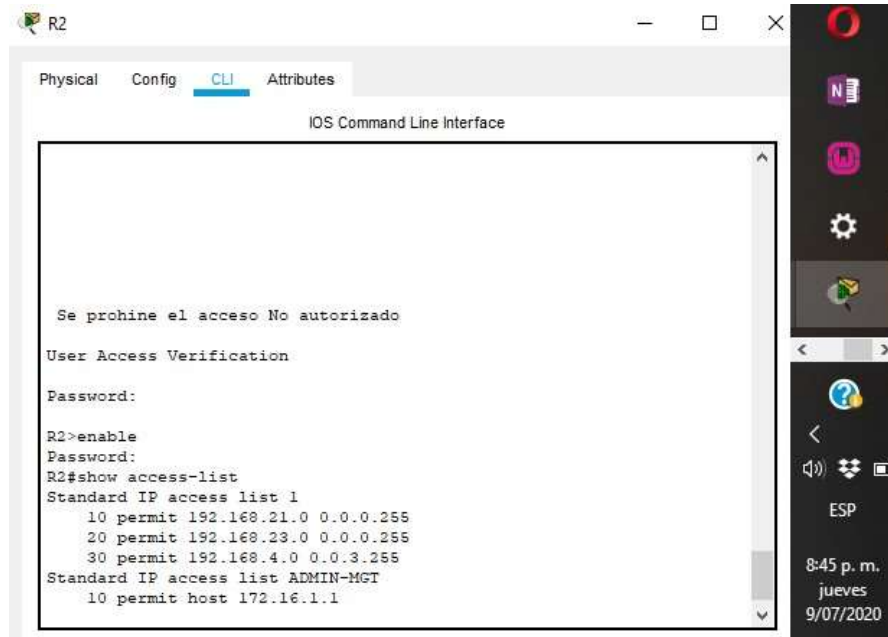 R2
Physical Config CLI Attributes
IOS Command Line Interface
Se prohine el acceso No autorizado
User Access Verification
Password:
R2>enable
Password:
R2#show access-list
Standard IP access list 1
10 permit 192.168.21.0 0.0.0.255
20 permit 192.168.23.0 0.0.0.255
30 permit 192.168.4.0 0.0.3.255
Standard IP access list ADMIN-MGT
10 permit host 172.16.1.1
N
ESP
8:45 p. m.
jueves
9/07/2020